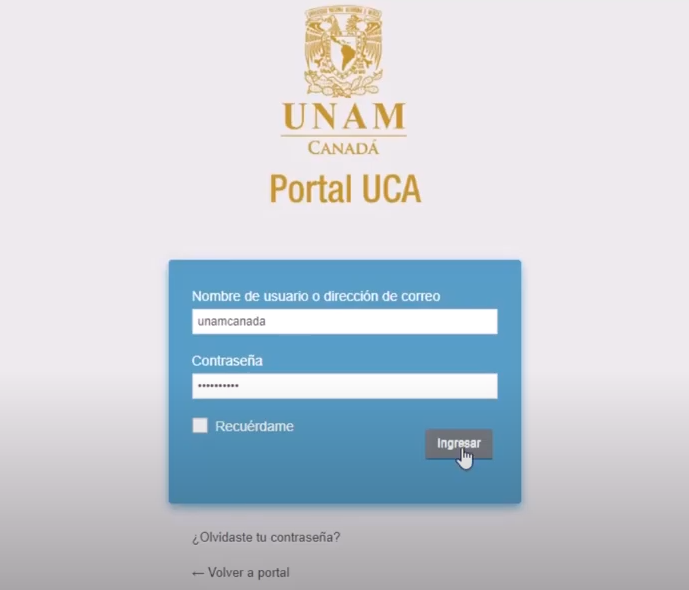 UNAM
CANADÁ
Portal UCA
Nombre de usuario o dirección de correo
unamcanada
Contraseña
••••••••••
Recuérdame
Ingresar
¿Olvidaste tu contraseña?
← Volver a portal